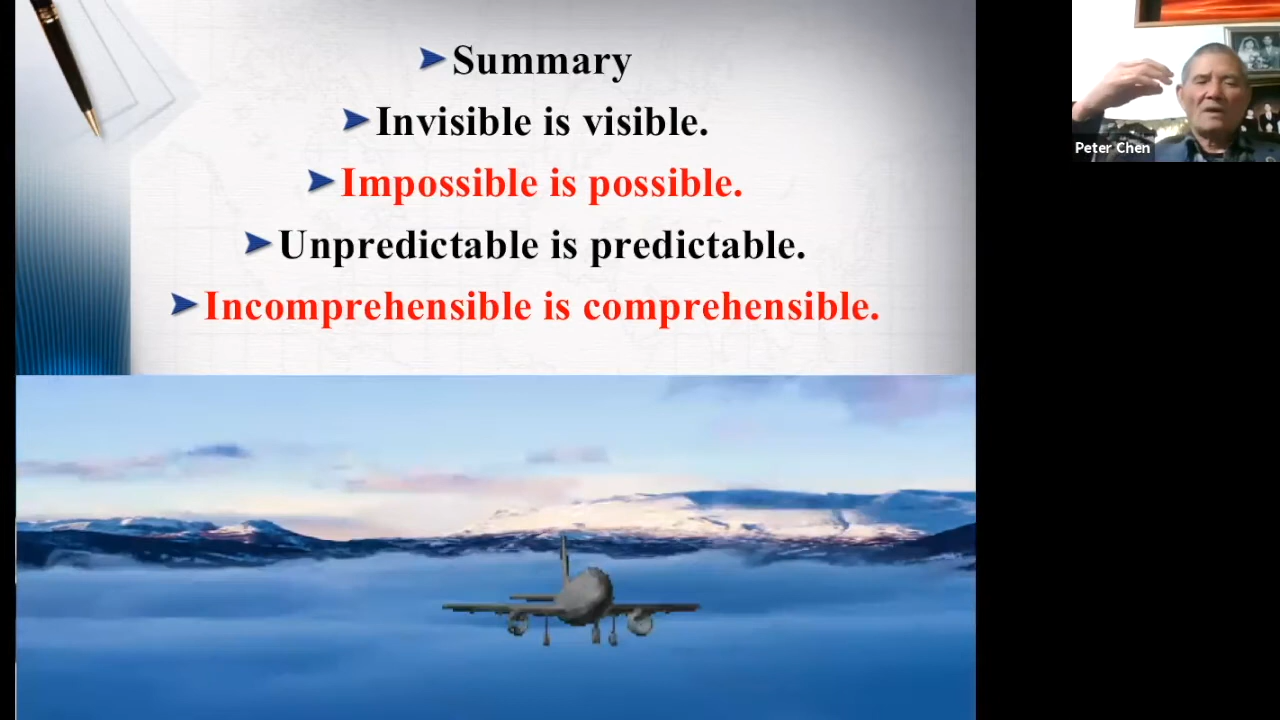 Summary
Invisible is visible.
Impossible is possible.
Unpredictable is predictable.
Incomprehensible is comprehensible.
Peter Chen